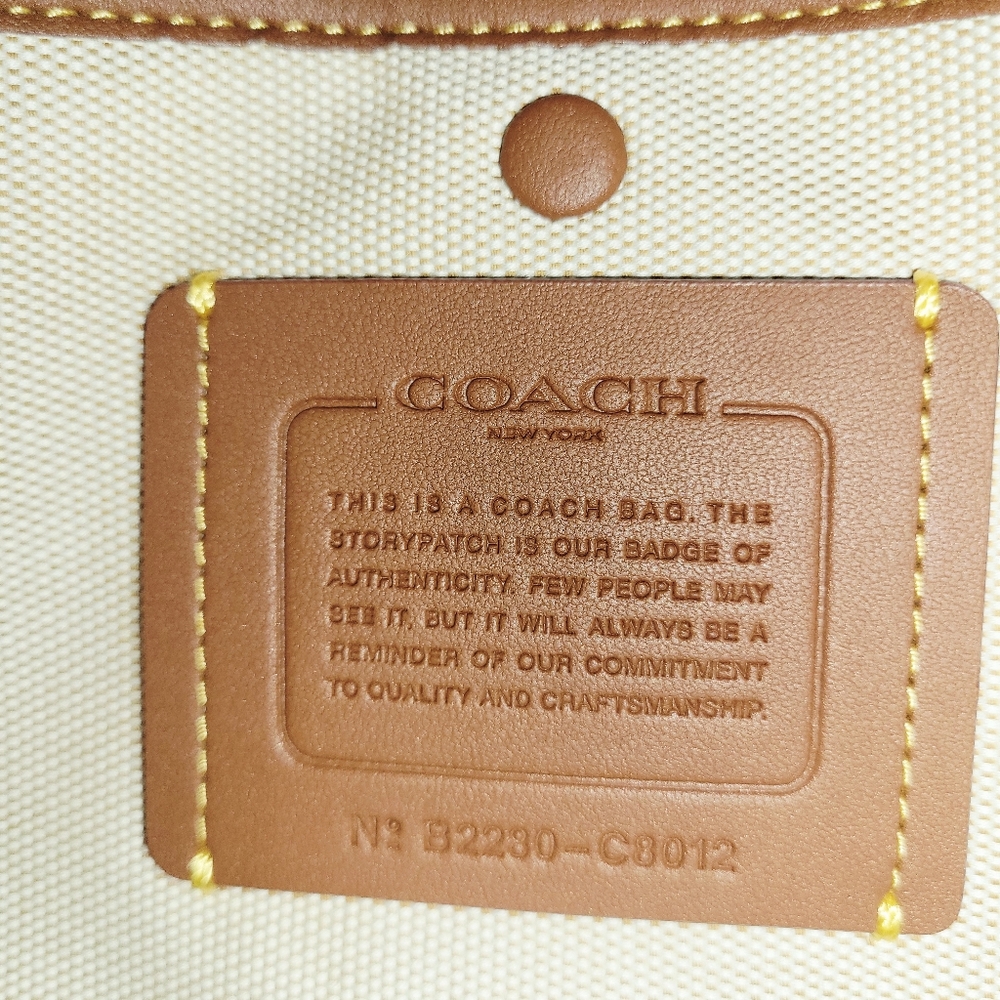 COACH
NEW YORK
THIS IS A COACH BAG. THE
STORYPATCH IS OUR BADGE OF
AUTHENTICITY. FEW PEOPLE MAY
SEE IT, BUT IT WILL ALWAYS BE A
REMINDER OF OUR COMMITMENT
TO QUALITY AND CRAFTSMANSHIP.
Nº B2230-C8012